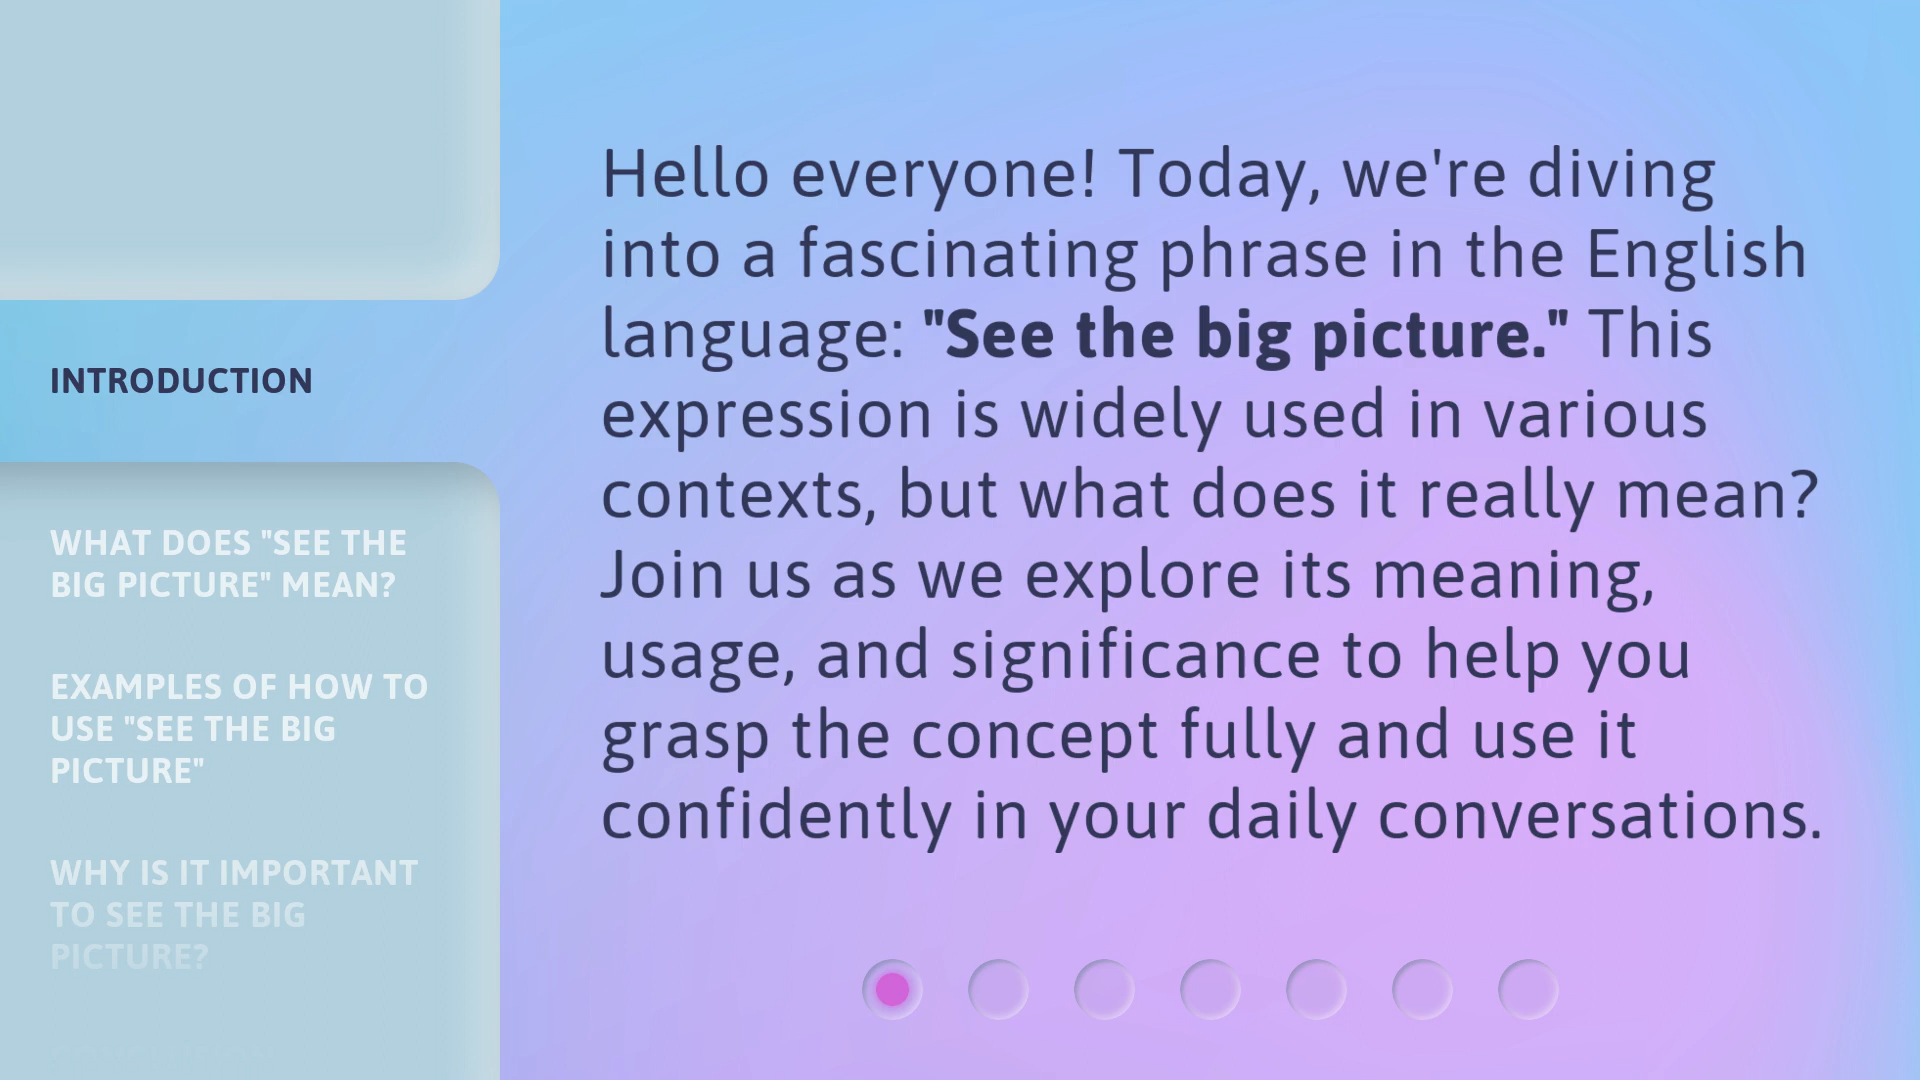 INTRODUCTION
WHAT DOES "SEE THE
BIG PICTURE" MEAN?
EXAMPLES OF HOW TO
USE "SEE THE BIG
PICTURE"
WHY IS IT IMPORTANT
TO SEE THE BIG
PICTURE?
Hello everyone! Today, we're diving
into a fascinating phrase in the English
language: "See the big picture." This
expression is widely used in various
contexts, but what does it really mean?
Join us as we explore its meaning,
usage, and significance to help you
grasp the concept fully and use it
confidently in your daily conversations.